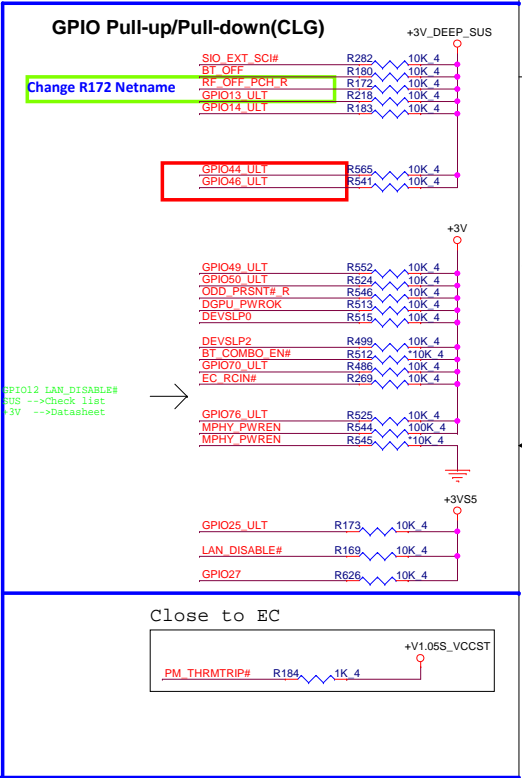 GPIO Pull-up/Pull-down(CLG)
+3V_DEEP_SUS
SIO_EXT_SCI# R282 10K_4
BT_OFF R180 10K_4
RF_OFF_PCH_R R172 10K_4
Change R172 Netname
GPIO13_ULT R218 10K_4
GPIO14_ULT R183 10K_4
GPIO44_ULT R565 10K_4
GPIO46_ULT R541 10K_4
+3V
GPIO49_ULT R552 10K_4
GPIO50_ULT R524 10K_4
ODD_PRSNT#_R R546 10K_4
DGPU_PWROK R513 10K_4
DEVSLP0 R515 10K_4
DEVSLP2 R499 10K_4
BT_COMBO_EN# R512 *10K_4
GPIO70_ULT R486 10K_4
EC_RCIN# R269 10K_4
GPIO12 LAN_DISABLE#
SUS -->Check list
+3V -->Datasheet
GPIO76_ULT R525 10K_4
MPHY_PWREN R544 100K_4
MPHY_PWREN R545 *10K_4
+3VS5
GPIO25_ULT R173 10K_4
LAN_DISABLE# R169 10K_4
GPIO27 R626 10K_4
Close to EC
+V1.05S_VCCST
PM_THRMTRIP# R184 1K_4